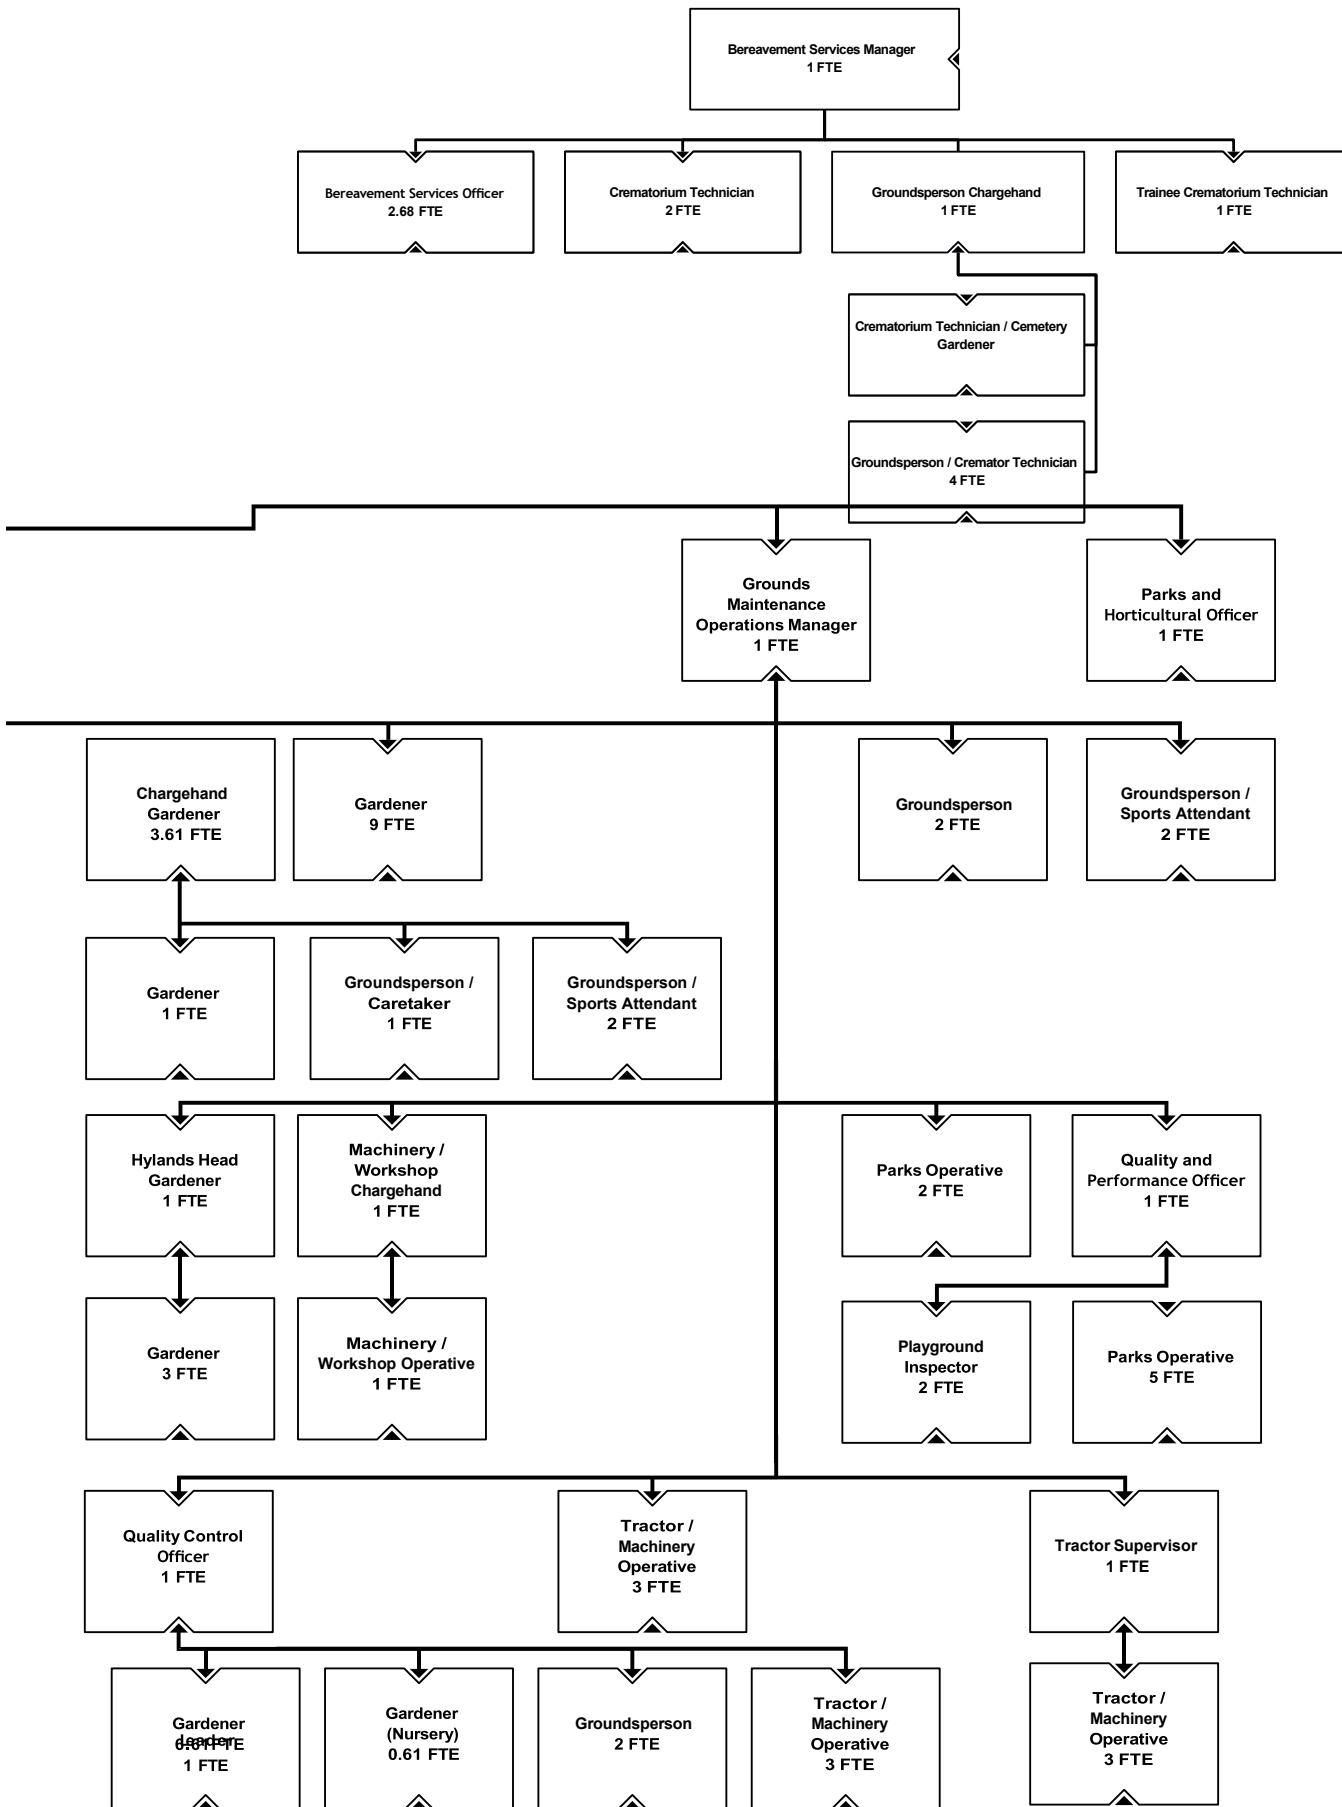 Bereavement Services Manager
1 FTE
Bereavement Services Officer
2.68 FTE
Crematorium Technician
2 FTE
Groundsperson Chargehand
1 FTE
Trainee Crematorium Technician
1 FTE
Crematorium Technician / Cemetery
Gardener
Groundsperson / Cremator Technician
4 FTE
Grounds
Maintenance
Operations Manager
1 FTE
Parks and
Horticultural Officer
1 FTE
Chargehand
Gardener
3.61 FTE
Gardener
9 FTE
Groundsperson
2 FTE
Groundsperson /
Sports Attendant
2 FTE
Gardener
1 FTE
Groundsperson /
Caretaker
1 FTE
Groundsperson /
Sports Attendant
2 FTE
Hylands Head
Gardener
1 FTE
Machinery /
Workshop
Chargehand
1 FTE
Parks Operative
2 FTE
Quality and
Performance Officer
1 FTE
Gardener
3 FTE
Machinery /
Workshop Operative
1 FTE
Playground
Inspector
2 FTE
Parks Operative
5 FTE
Quality Control
Officer
1 FTE
Tractor /
Machinery
Operative
3 FTE
Tractor Supervisor
1 FTE
Gardener
1 FTE
Gardener
(Nursery)
0.61 FTE
Groundsperson
2 FTE
Tractor /
Machinery
Operative
3 FTE
Tractor /
Machinery
Operative
3 FTE